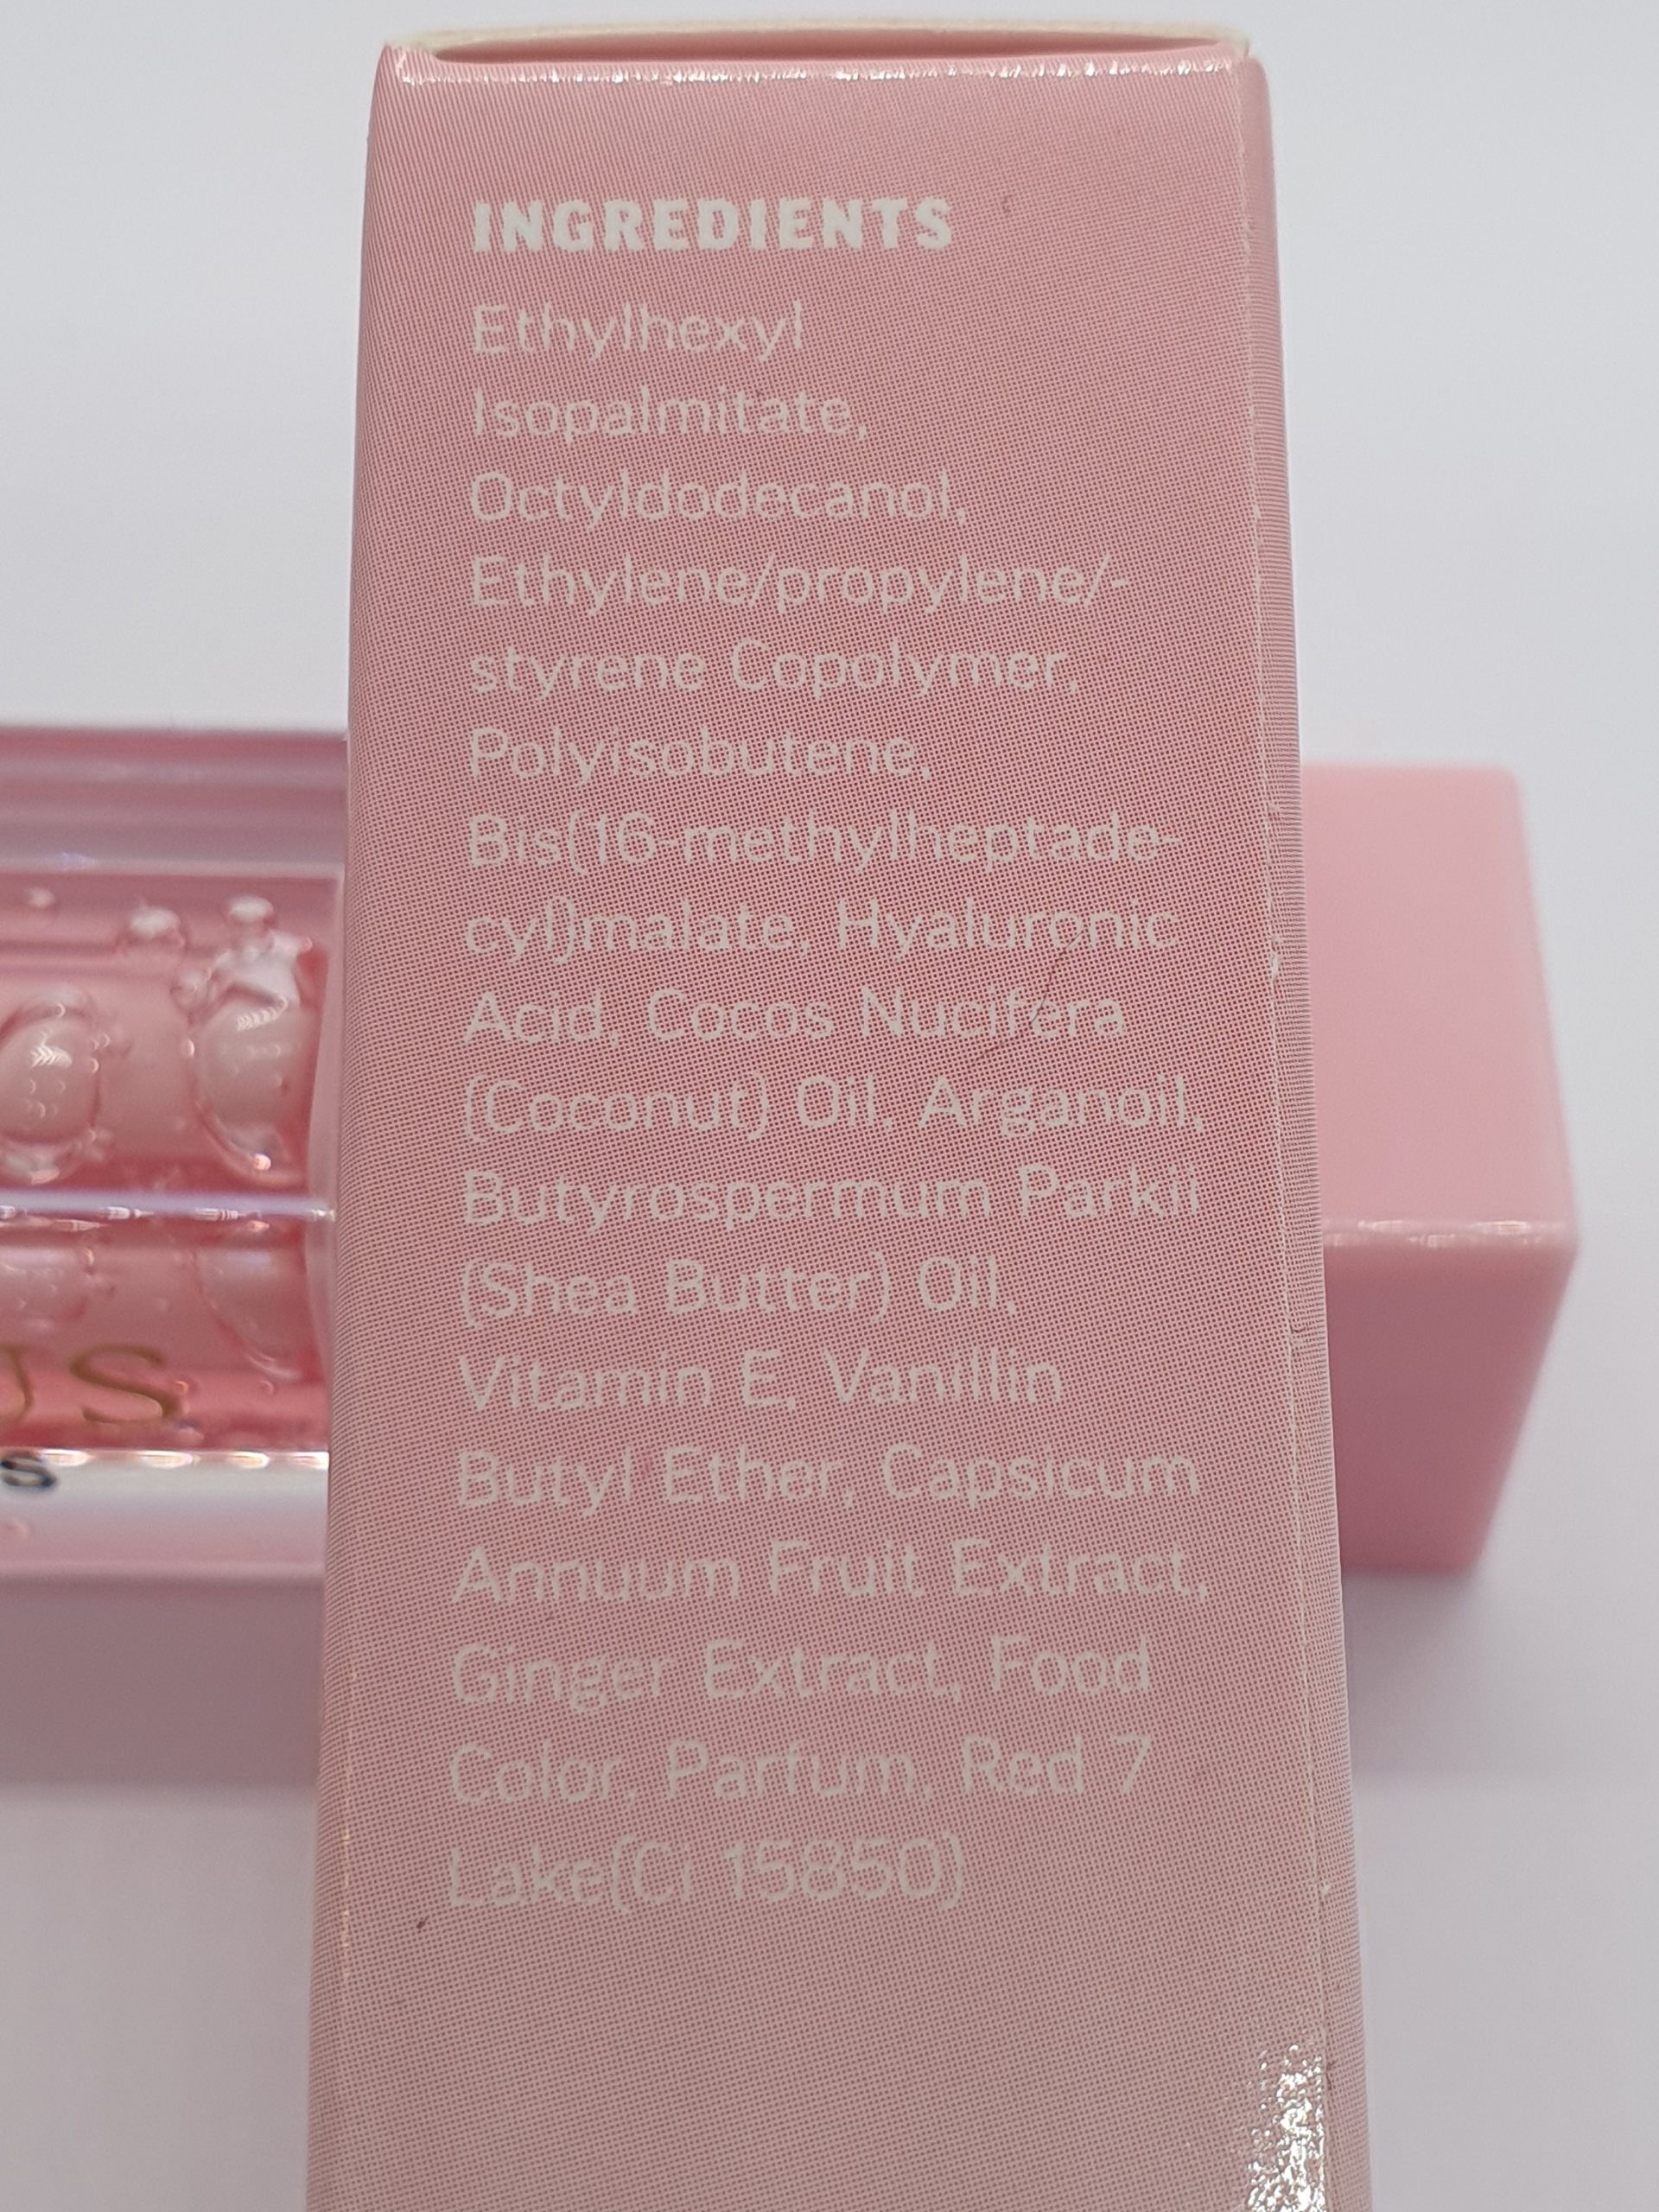 INGREDIENTS
Ethylhexyl
Isopalmitate,
Octyldodecanol,
Ethylene/propylene/-
styrene Copolymer,
Polyisobutene,
Bis(16-methylheptade-
cyl)malate, Hyaluronic
Acid, Cocos Nucifera
(Coconut) Oil, Arganoil,
Butyrospermum Parkii
(Shea Butter) Oil,
Vitamin E, Vanillin
Butyl Ether, Capsicum
Annuum Fruit Extract,
Ginger Extract, Food
Color, Parfum, Red 7
Lake(Ci 15850)